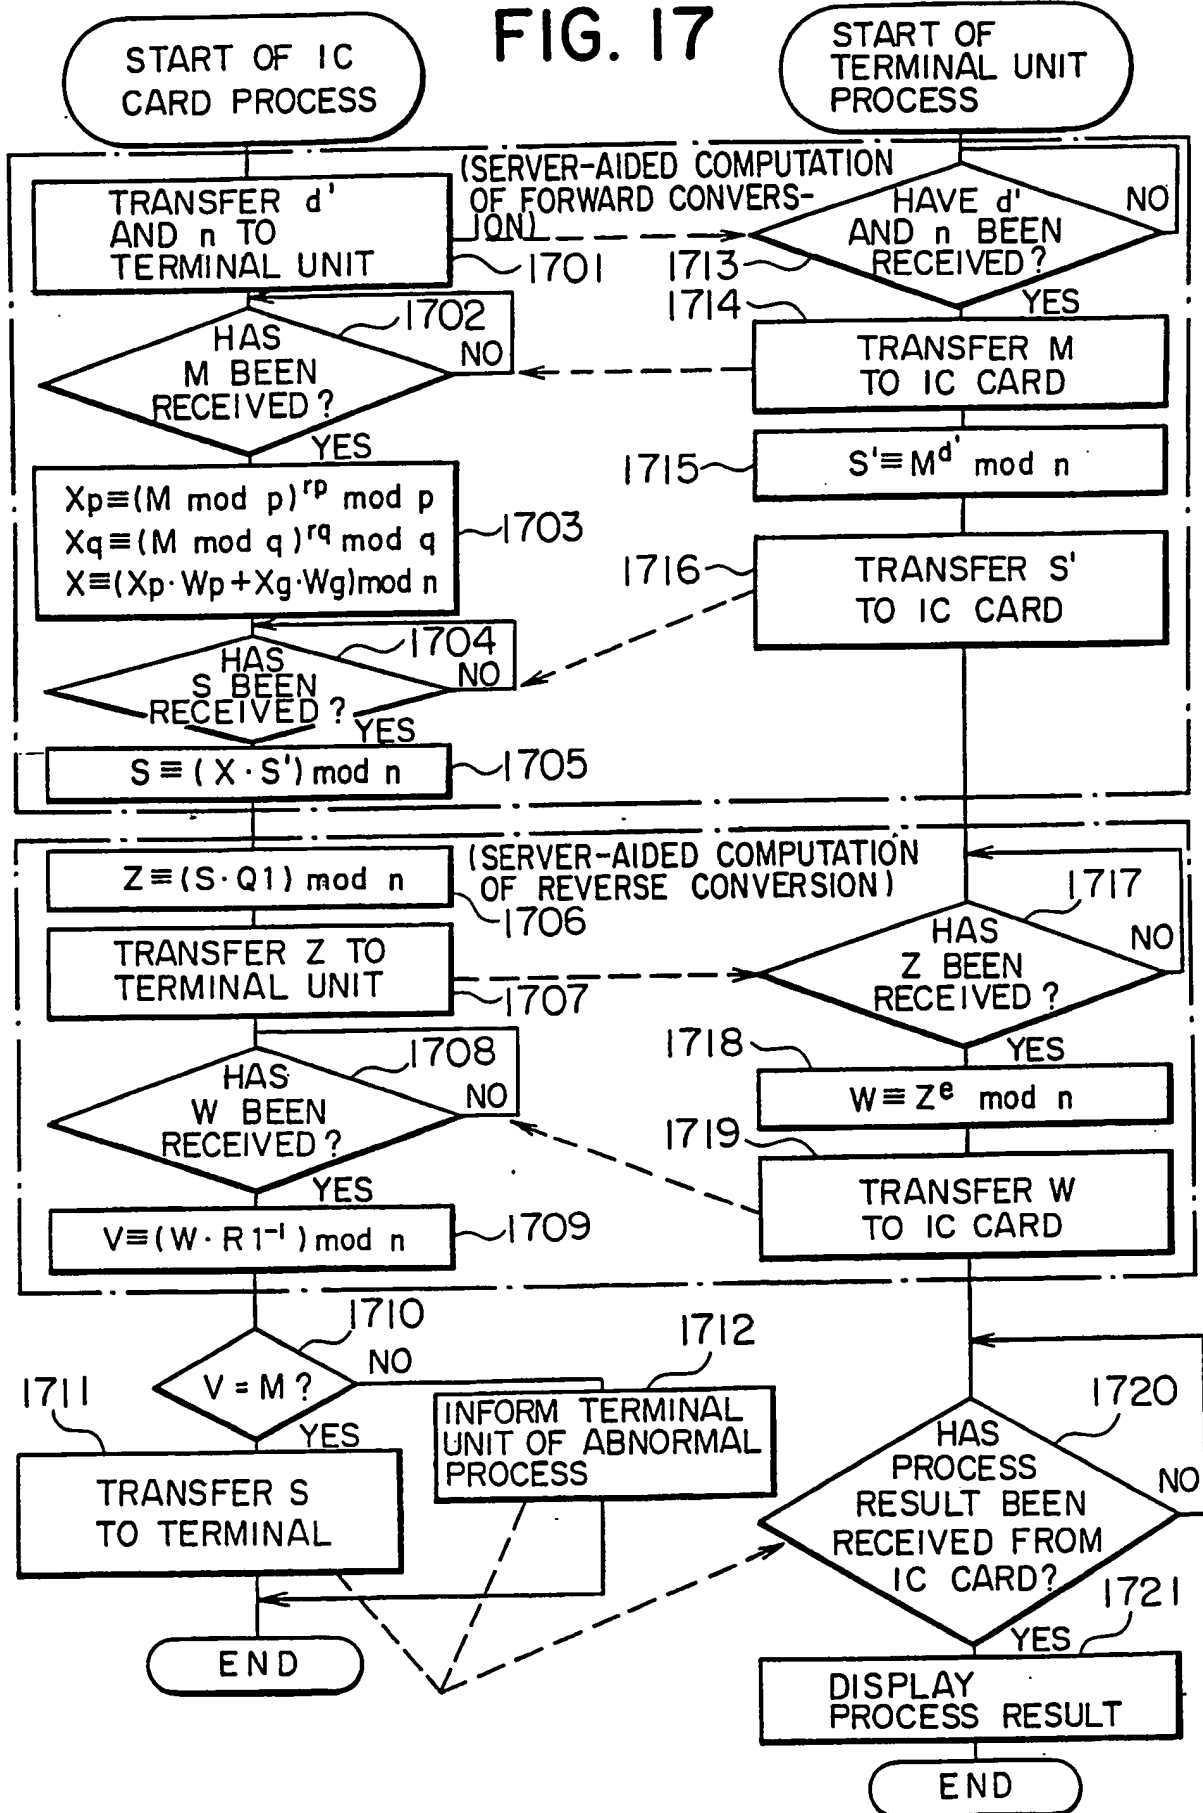 FIG. 17
START OF IC
CARD PROCESS
START OF
TERMINAL UNIT
PROCESS
TRANSFER d'
AND n TO
TERMINAL UNIT
1701
(SERVER-AIDED COMPUTATION
OF FORWARD CONVERS-
ION)
HAVE d'
AND n BEEN
RECEIVED?
NO
YES
1713
1702
HAS
M BEEN
RECEIVED?
NO
YES
1714
TRANSFER M
TO IC CARD
1715
S'≡M^d' mod n
Xp≡(M mod p)^rp mod p
Xq≡(M mod q)^rq mod q
X≡(Xp·Wp+Xg·Wg)mod n
1703
1716
TRANSFER S'
TO IC CARD
1704
HAS
S BEEN
RECEIVED?
NO
YES
S≡(X·S') mod n
1705
Z≡(S·Q1) mod n
1706
(SERVER-AIDED COMPUTATION
OF REVERSE CONVERSION)
1717
HAS
Z BEEN
RECEIVED?
NO
YES
TRANSFER Z TO
TERMINAL UNIT
1707
1708
HAS
W BEEN
RECEIVED?
NO
YES
1718
W≡Z^e mod n
1719
TRANSFER W
TO IC CARD
V≡(W·R1^-1) mod n
1709
1710
V=M?
NO
YES
1712
INFORM TERMINAL
UNIT OF ABNORMAL
PROCESS
1711
TRANSFER S
TO TERMINAL
END
1720
HAS
PROCESS
RESULT BEEN
RECEIVED FROM
IC CARD?
NO
YES
1721
DISPLAY
PROCESS RESULT
END